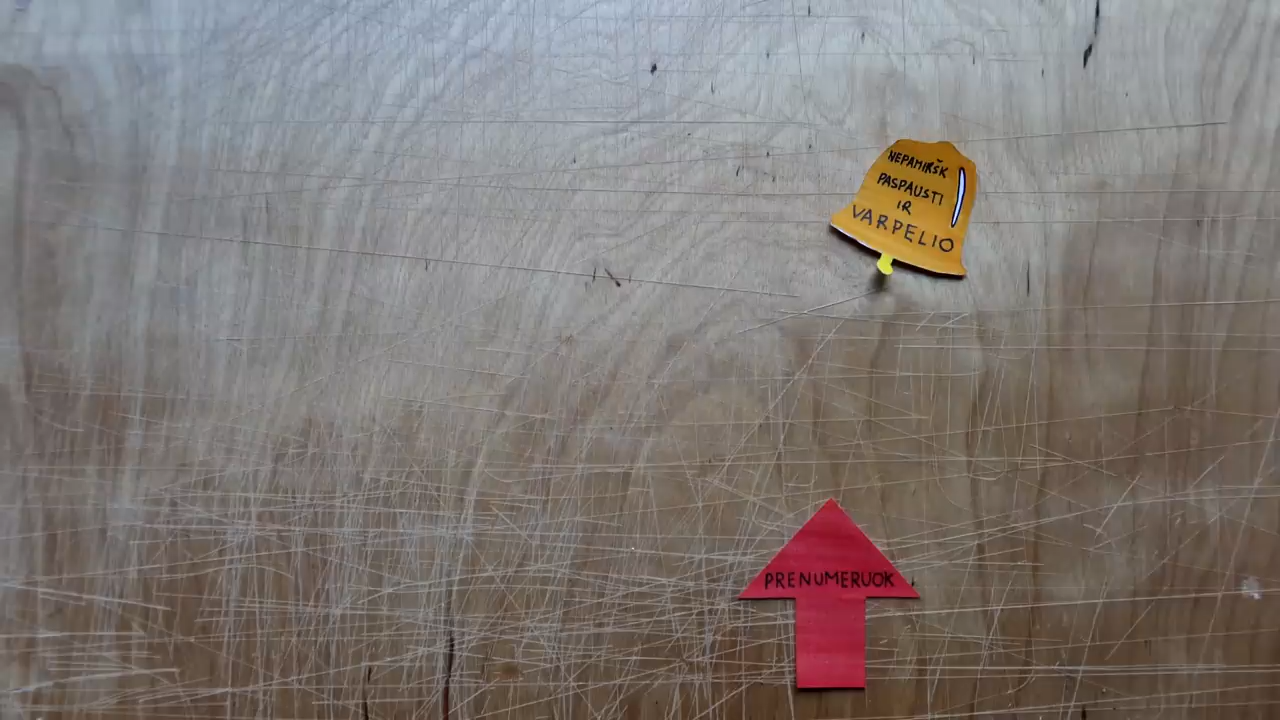 NEPAMIRŠK
PASPAUSTI
IR
VARPELIO
PRENUMERUOK